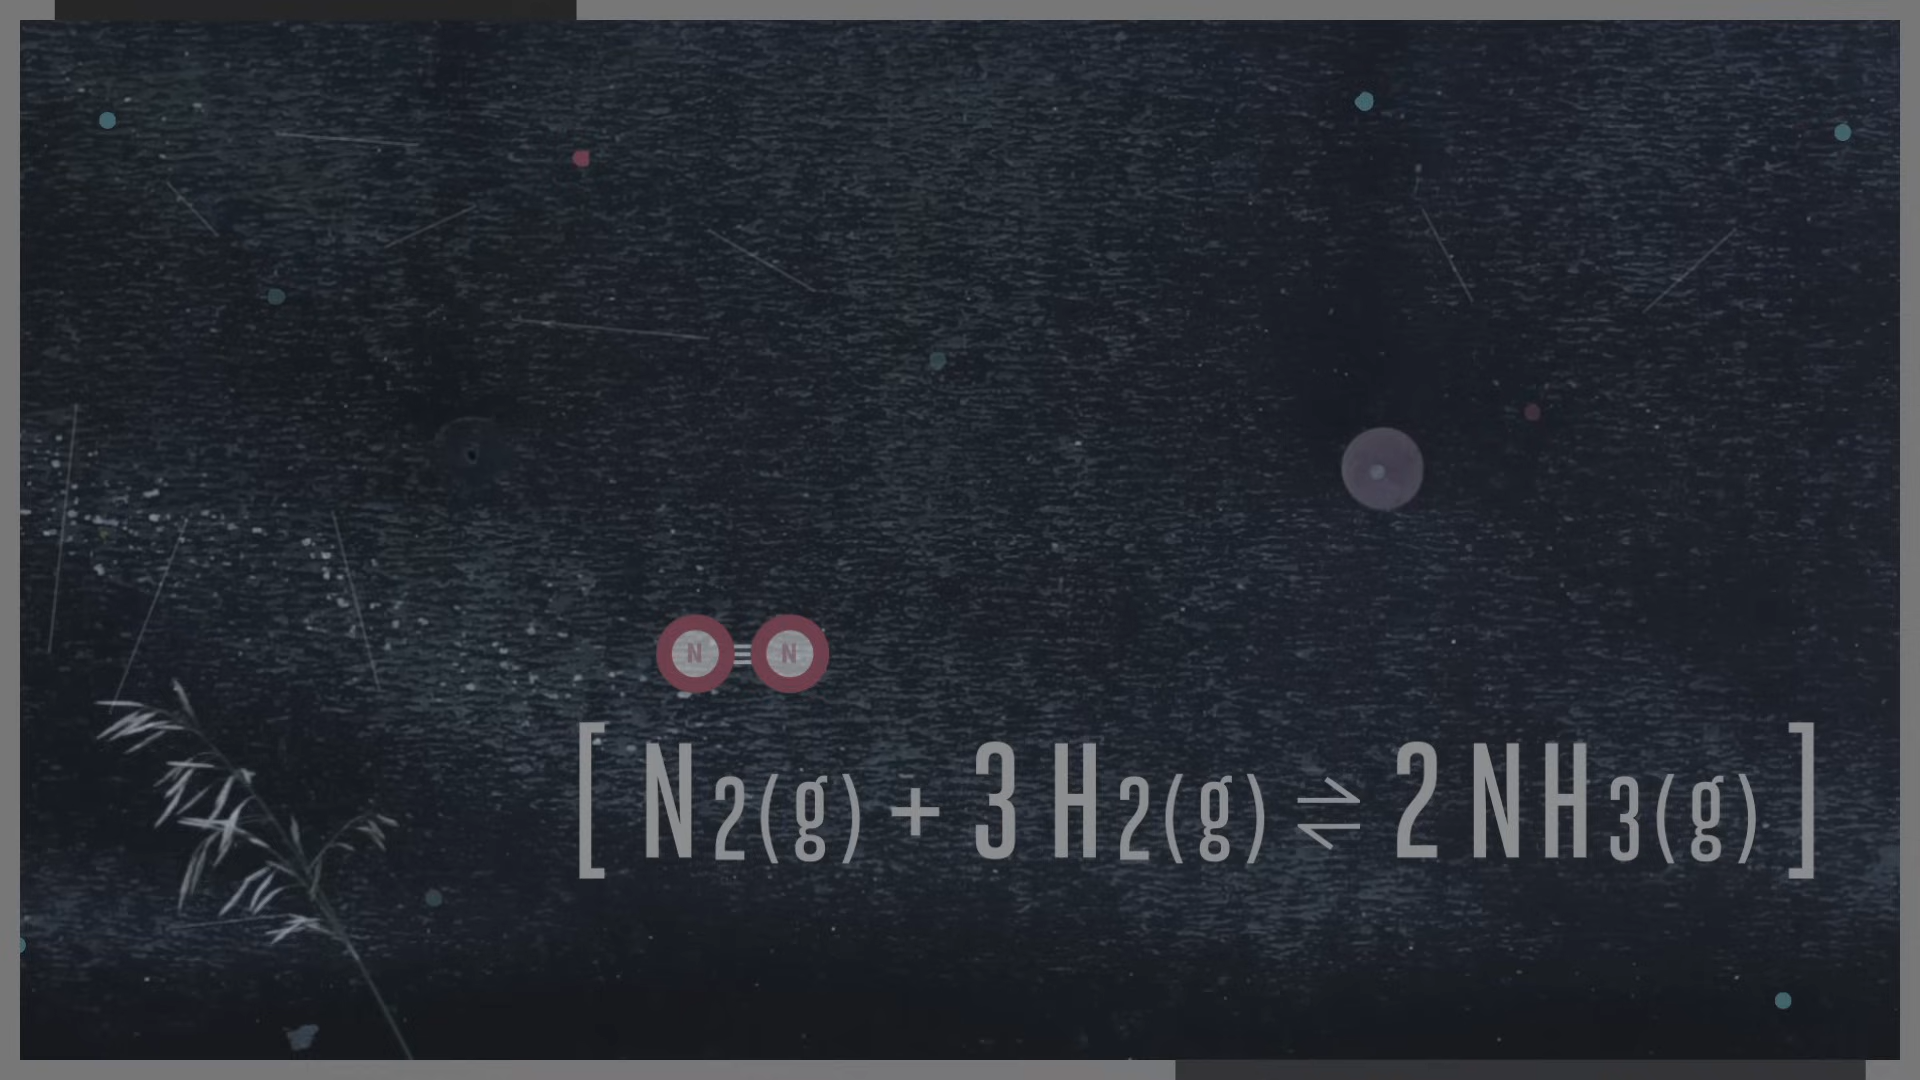 N≡N
[ N2(g) + 3 H2(g) ⇌ 2 NH3(g) ]